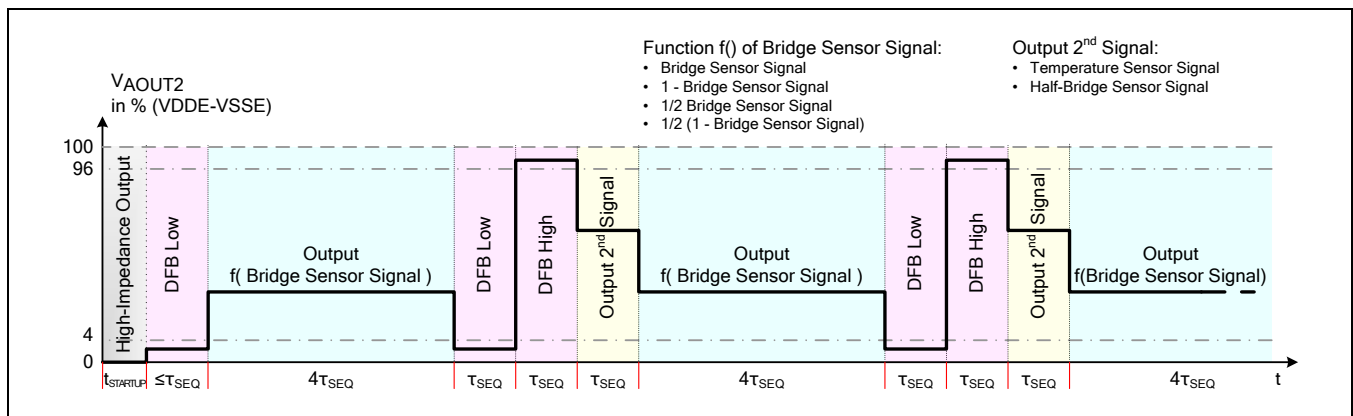 Function f() of Bridge Sensor Signal:
• Bridge Sensor Signal
• 1 - Bridge Sensor Signal
• 1/2 Bridge Sensor Signal
• 1/2 (1 - Bridge Sensor Signal)
Output 2nd Signal:
• Temperature Sensor Signal
• Half-Bridge Sensor Signal
VAOUT2
in % (VDDE-VSSE)
100
96
4
0
High-Impedance Output
DFB Low
Output
f( Bridge Sensor Signal )
DFB Low
DFB High
Output 2nd Signal
Output
f( Bridge Sensor Signal )
DFB Low
DFB High
Output 2nd Signal
Output
f(Bridge Sensor Signal)
tSTARTUP
≤τSEQ
4τSEQ
τSEQ
τSEQ
τSEQ
4τSEQ
τSEQ
τSEQ
τSEQ
4τSEQ
t